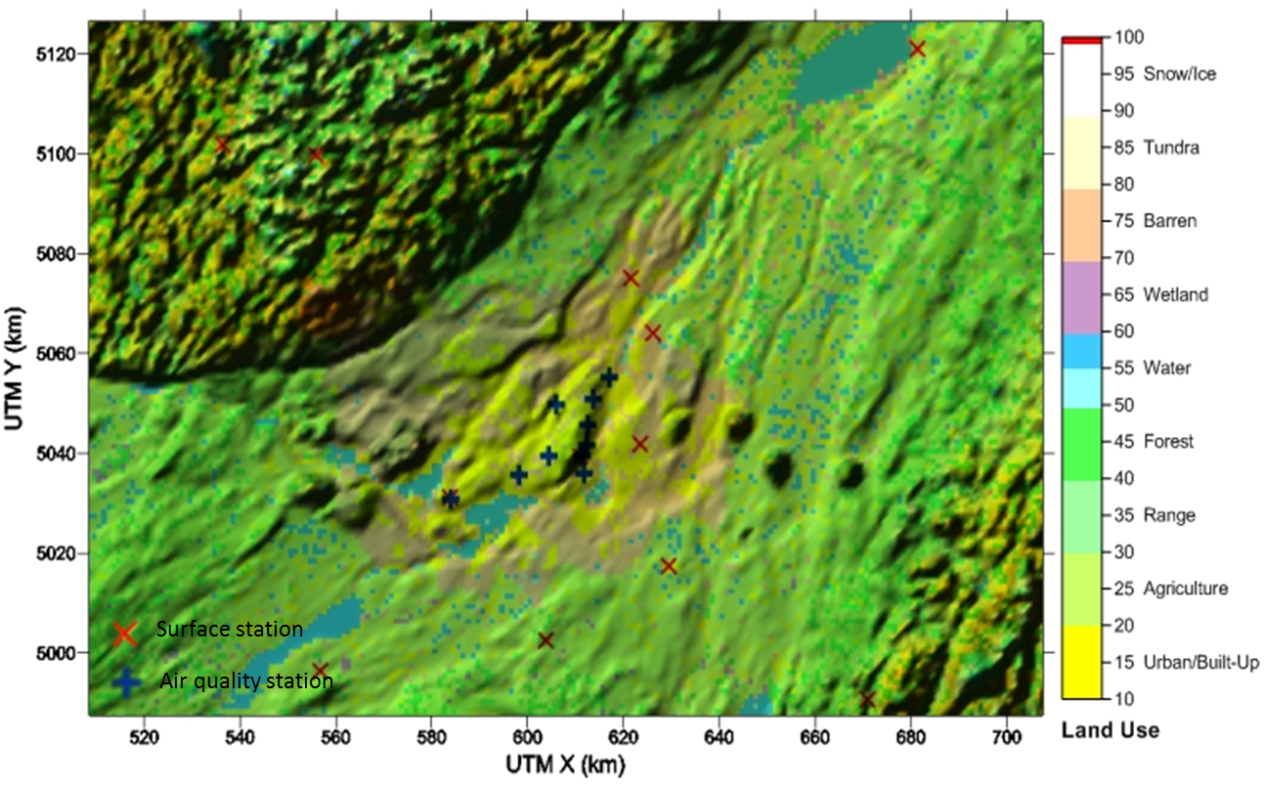 5120
5100
5080
5060
5040
5020
5000
UTM Y (km)
Surface station
Air quality station
520 540 560 580 600 620 640 660 680 700
UTM X (km)
100
95 Snow/Ice
90
85 Tundra
80
75 Barren
70
65 Wetland
60
55 Water
50
45 Forest
40
35 Range
30
25 Agriculture
20
15 Urban/Built-Up
10
Land Use